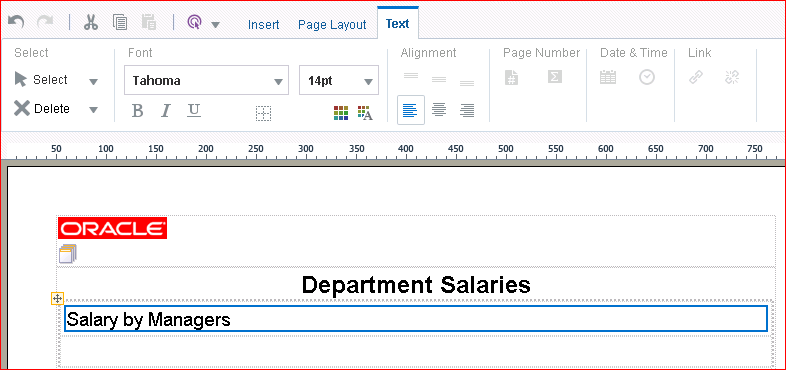 Insert Page Layout Text
Select Font Alignment Page Number Date & Time Link
Select Tahoma 14pt
Delete B I U A
50 100 150 200 250 300 350 400 450 500 550 600 650 700 750
ORACLE
Department Salaries
Salary by Managers